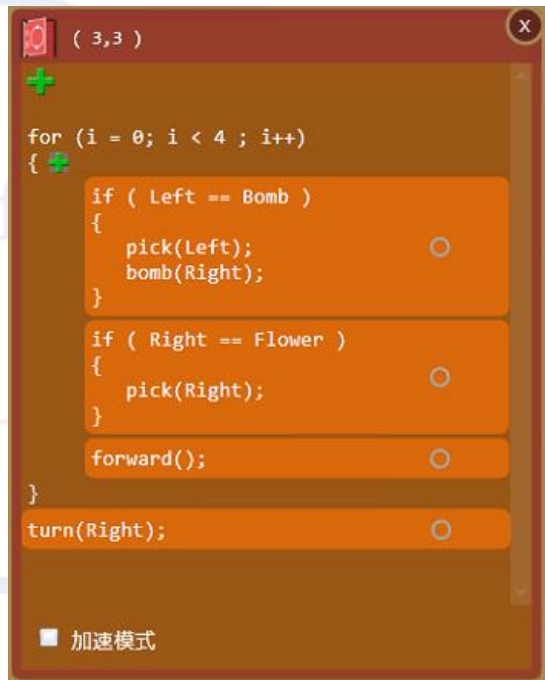 ( 3,3 )
x
for (i = 0; i < 4 ; i++)
{
if ( Left == Bomb )
{
pick(Left);
bomb(Right);
}
if ( Right == Flower )
{
pick(Right);
}
forward();
}
turn(Right);
加速模式